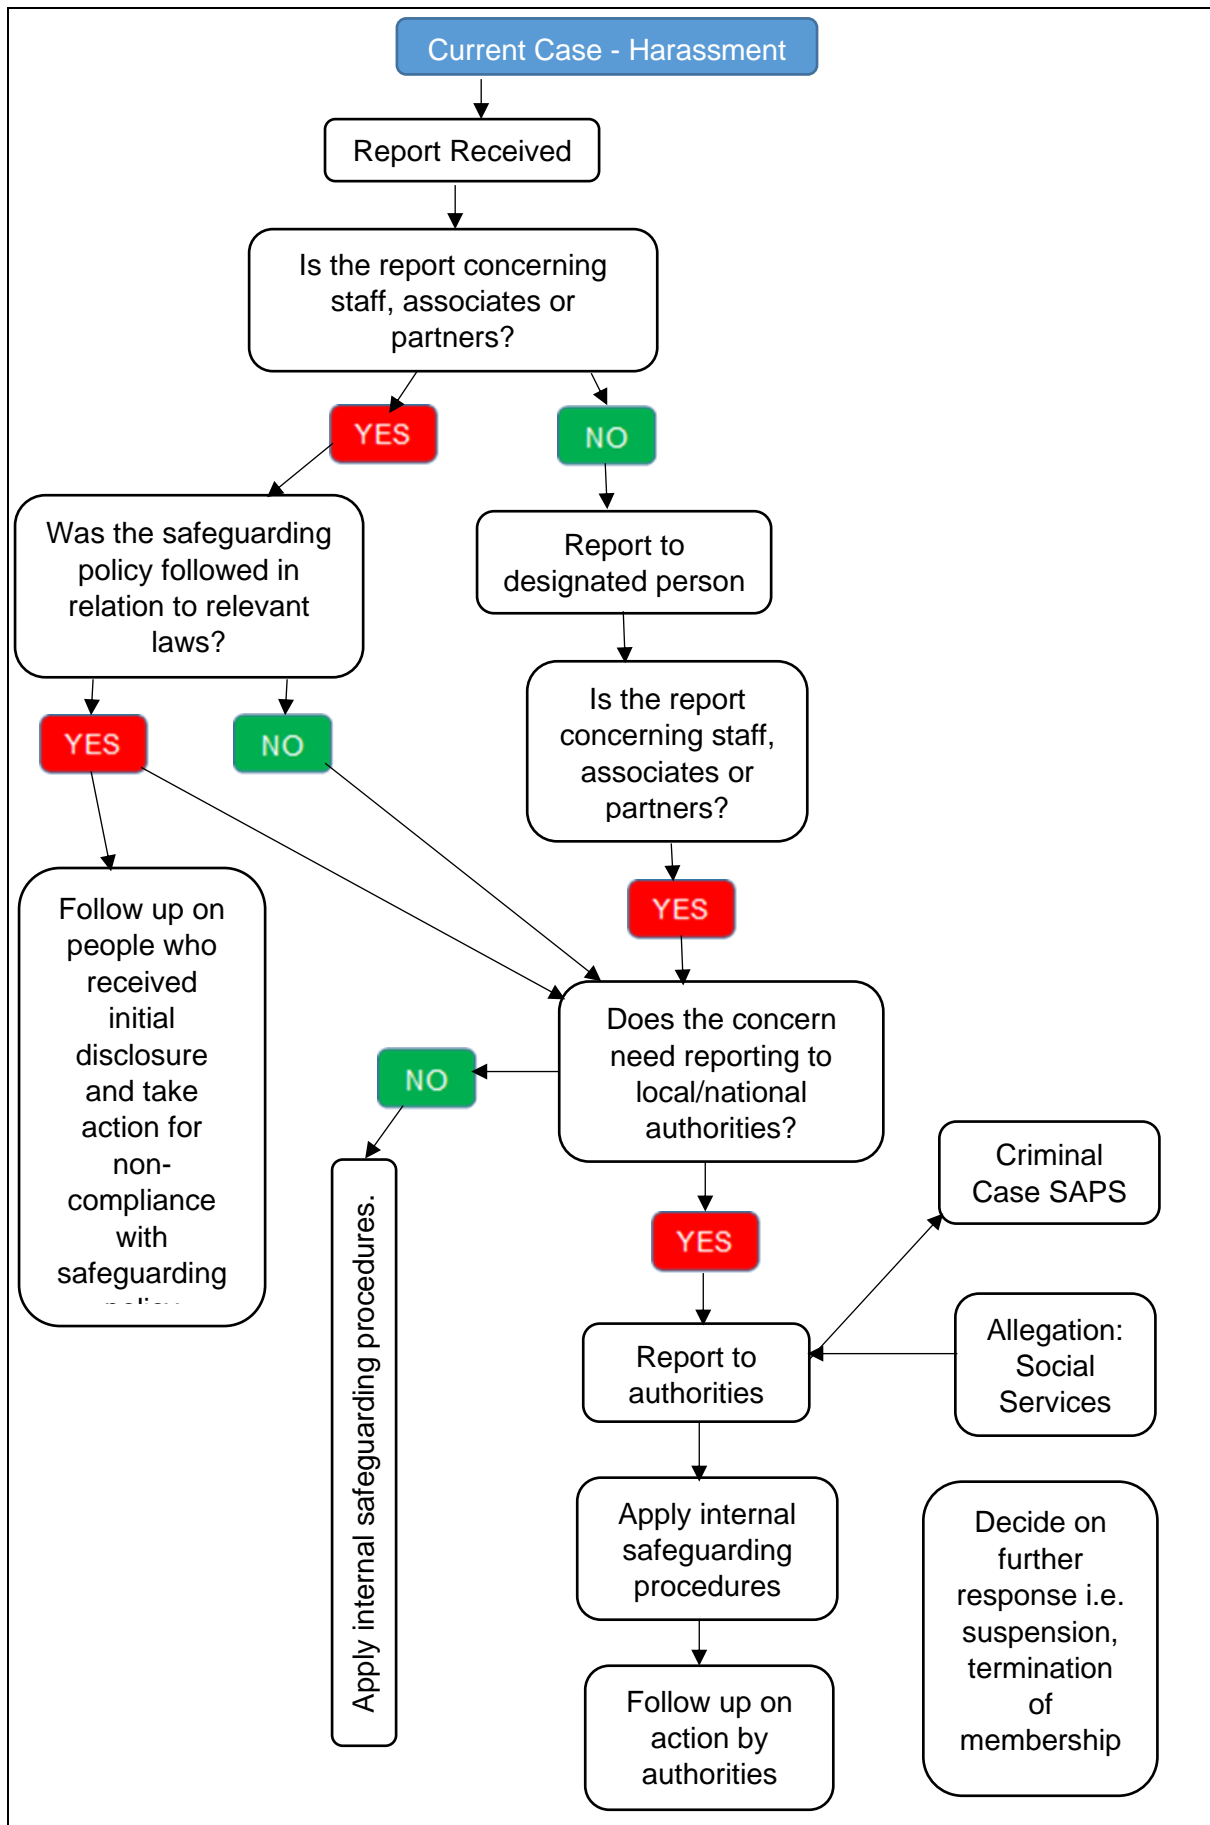 Current Case - Harassment
Report Received
Is the report concerning
staff, associates or
partners?
YES
NO
Was the safeguarding
policy followed in
relation to relevant
laws?
Report to
designated person
YES
NO
Is the report
concerning staff,
associates or
partners?
YES
Follow up on
people who
received
initial
disclosure
and take
action for
non-
compliance
with
safeguarding
policy
Does the concern
need reporting to
local/national
authorities?
NO
Apply internal safeguarding procedures.
YES
Criminal
Case SAPS
Report to
authorities
Allegation:
Social
Services
Apply internal
safeguarding
procedures
Decide on
further
response i.e.
suspension,
termination
of
membership
Follow up on
action by
authorities